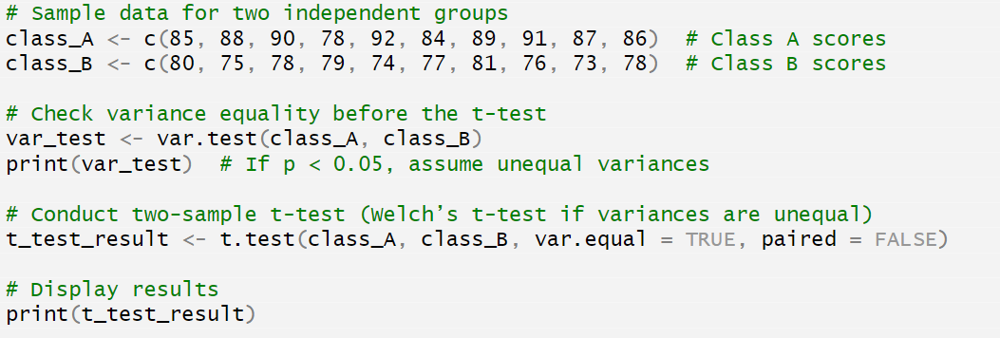 # Sample data for two independent groups
class_A <- c(85, 88, 90, 78, 92, 84, 89, 91, 87, 86)  # Class A scores
class_B <- c(80, 75, 78, 79, 74, 77, 81, 76, 73, 78)  # Class B scores
# Check variance equality before the t-test
var_test <- var.test(class_A, class_B)
print(var_test)  # If p < 0.05, assume unequal variances
# Conduct two-sample t-test (Welch’s t-test if variances are unequal)
t_test_result <- t.test(class_A, class_B, var.equal = TRUE, paired = FALSE)
# Display results
print(t_test_result)